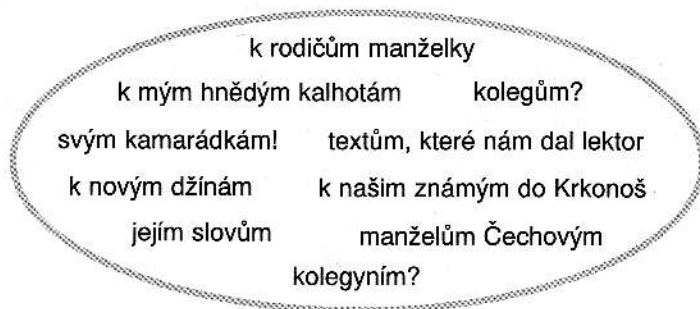 k rodičům manželky
k mým hnědým kalhotám kolegům?
svým kamarádkám! textům, které nám dal lektor
k novým džínám k našim známým do Krkonoš
jejím slovům manželům Čechovým
kolegyním?